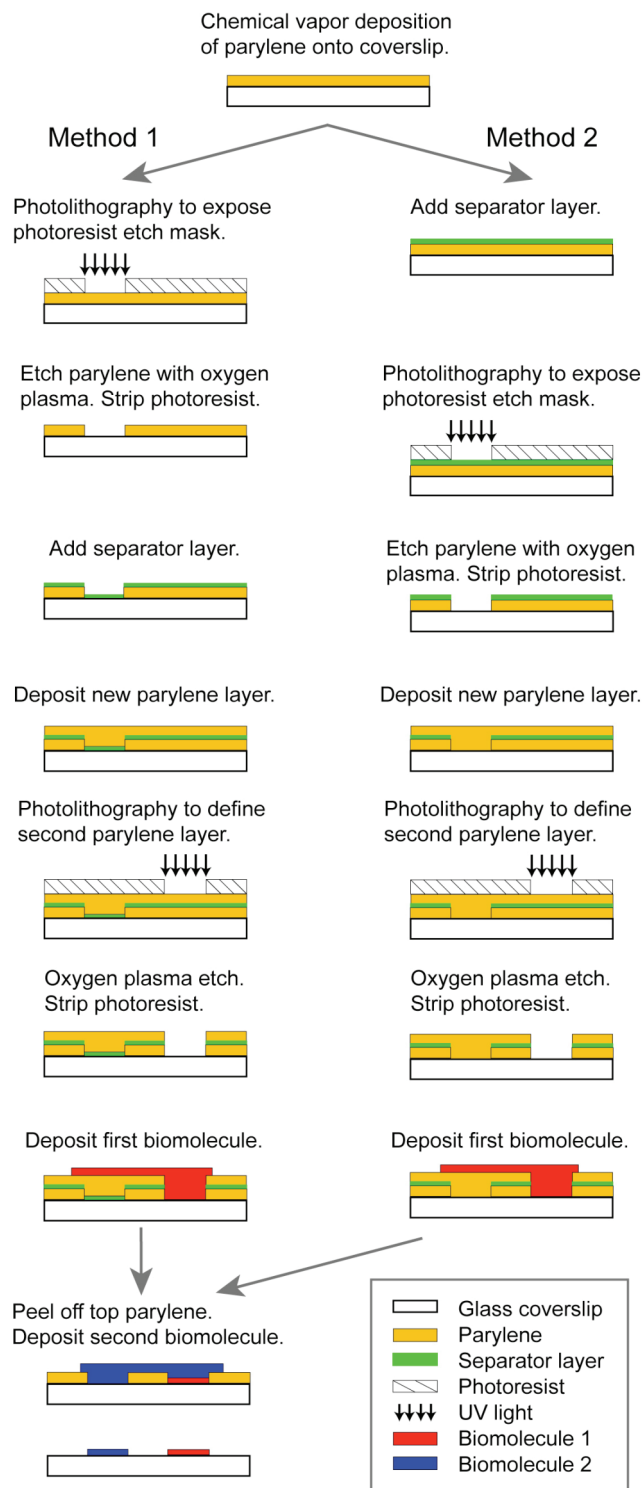 Chemical vapor deposition
of parylene onto coverslip.
Method 1
Photolithography to expose
photoresist etch mask.
Etch parylene with oxygen
plasma. Strip photoresist.
Add separator layer.
Deposit new parylene layer.
Photolithography to define
second parylene layer.
Oxygen plasma etch.
Strip photoresist.
Deposit first biomolecule.
Method 2
Add separator layer.
Photolithography to expose
photoresist etch mask.
Etch parylene with oxygen
plasma. Strip photoresist.
Deposit new parylene layer.
Photolithography to define
second parylene layer.
Oxygen plasma etch.
Strip photoresist.
Deposit first biomolecule.
Peel off top parylene.
Deposit second biomolecule.
Glass coverslip
Parylene
Separator layer
Photoresist
UV light
Biomolecule 1
Biomolecule 2